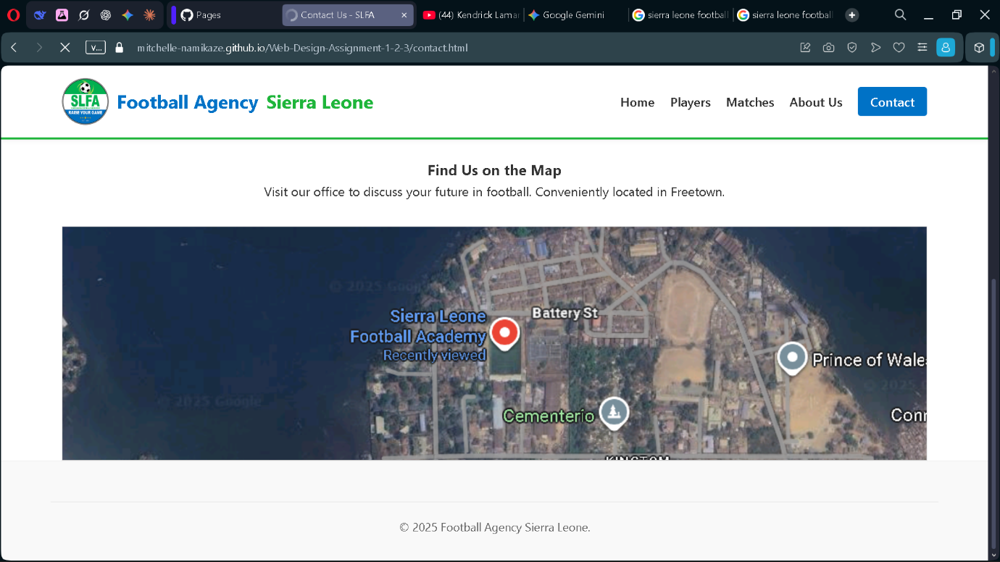 Pages
Contact Us - SLFA
(44) Kendrick Lamar
Google Gemini
sierra leone football
sierra leone football
V...
mitchelle-namikaze.github.io/Web-Design-Assignment-1-2-3/contact.html
SLFA
RAISE YOUR GAME
Football Agency Sierra Leone
Home
Players
Matches
About Us
Contact
Find Us on the Map
Visit our office to discuss your future in football. Conveniently located in Freetown.
© 2025 Google
Sierra Leone
Football Academy
Recently viewed
Battery St
Prince of Wales
© 2025 Google
Cementerio
Conn
KINGTOM
© 2025 Football Agency Sierra Leone.